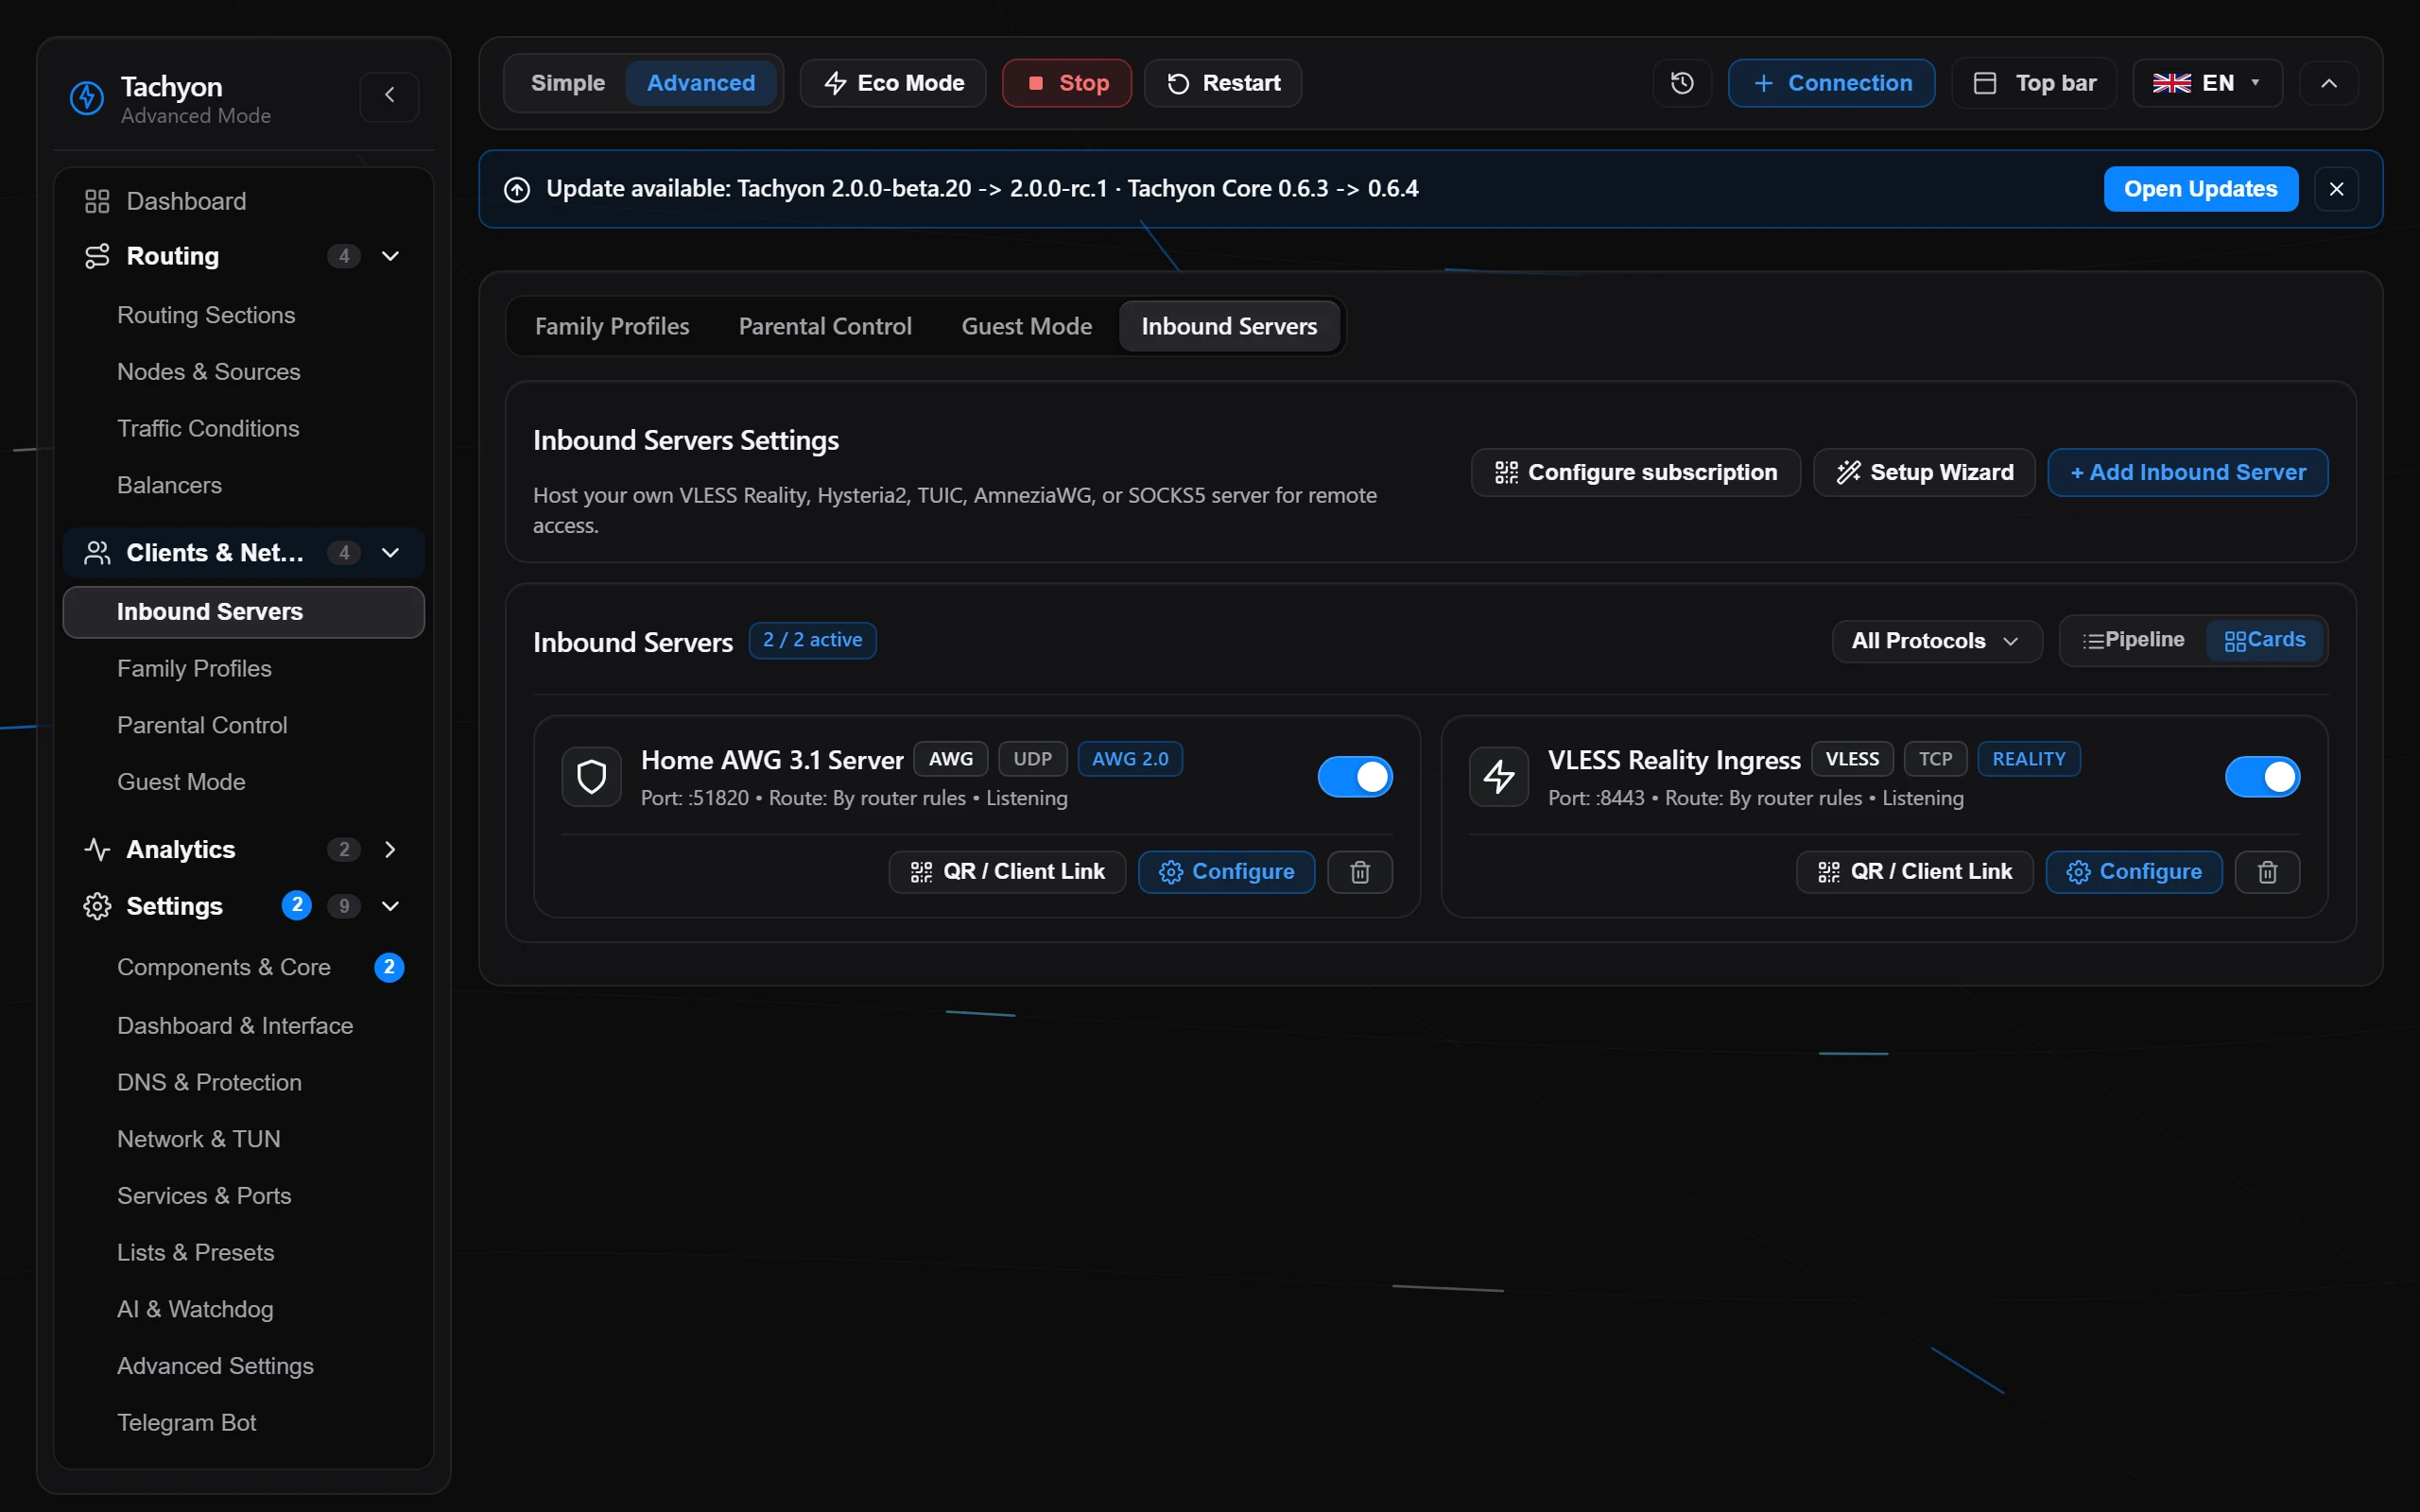 Tachyon
Advanced Mode
Dashboard
Routing 4
Routing Sections
Nodes & Sources
Traffic Conditions
Balancers
Clients & Net... 4
Inbound Servers
Family Profiles
Parental Control
Guest Mode
Analytics 2
Settings 2 9
Components & Core 2
Dashboard & Interface
DNS & Protection
Network & TUN
Services & Ports
Lists & Presets
AI & Watchdog
Advanced Settings
Telegram Bot
Simple Advanced Eco Mode Stop Restart + Connection Top bar EN
Update available: Tachyon 2.0.0-beta.20 -> 2.0.0-rc.1 · Tachyon Core 0.6.3 -> 0.6.4 Open Updates
Family Profiles Parental Control Guest Mode Inbound Servers
Inbound Servers Settings
Host your own VLESS Reality, Hysteria2, TUIC, AmneziaWG, or SOCKS5 server for remote
access.
Configure subscription Setup Wizard + Add Inbound Server
Inbound Servers 2 / 2 active All Protocols Pipeline Cards
Home AWG 3.1 Server AWG UDP AWG 2.0
Port: :51820 • Route: By router rules • Listening
QR / Client Link Configure
VLESS Reality Ingress VLESS TCP REALITY
Port: :8443 • Route: By router rules • Listening
QR / Client Link Configure